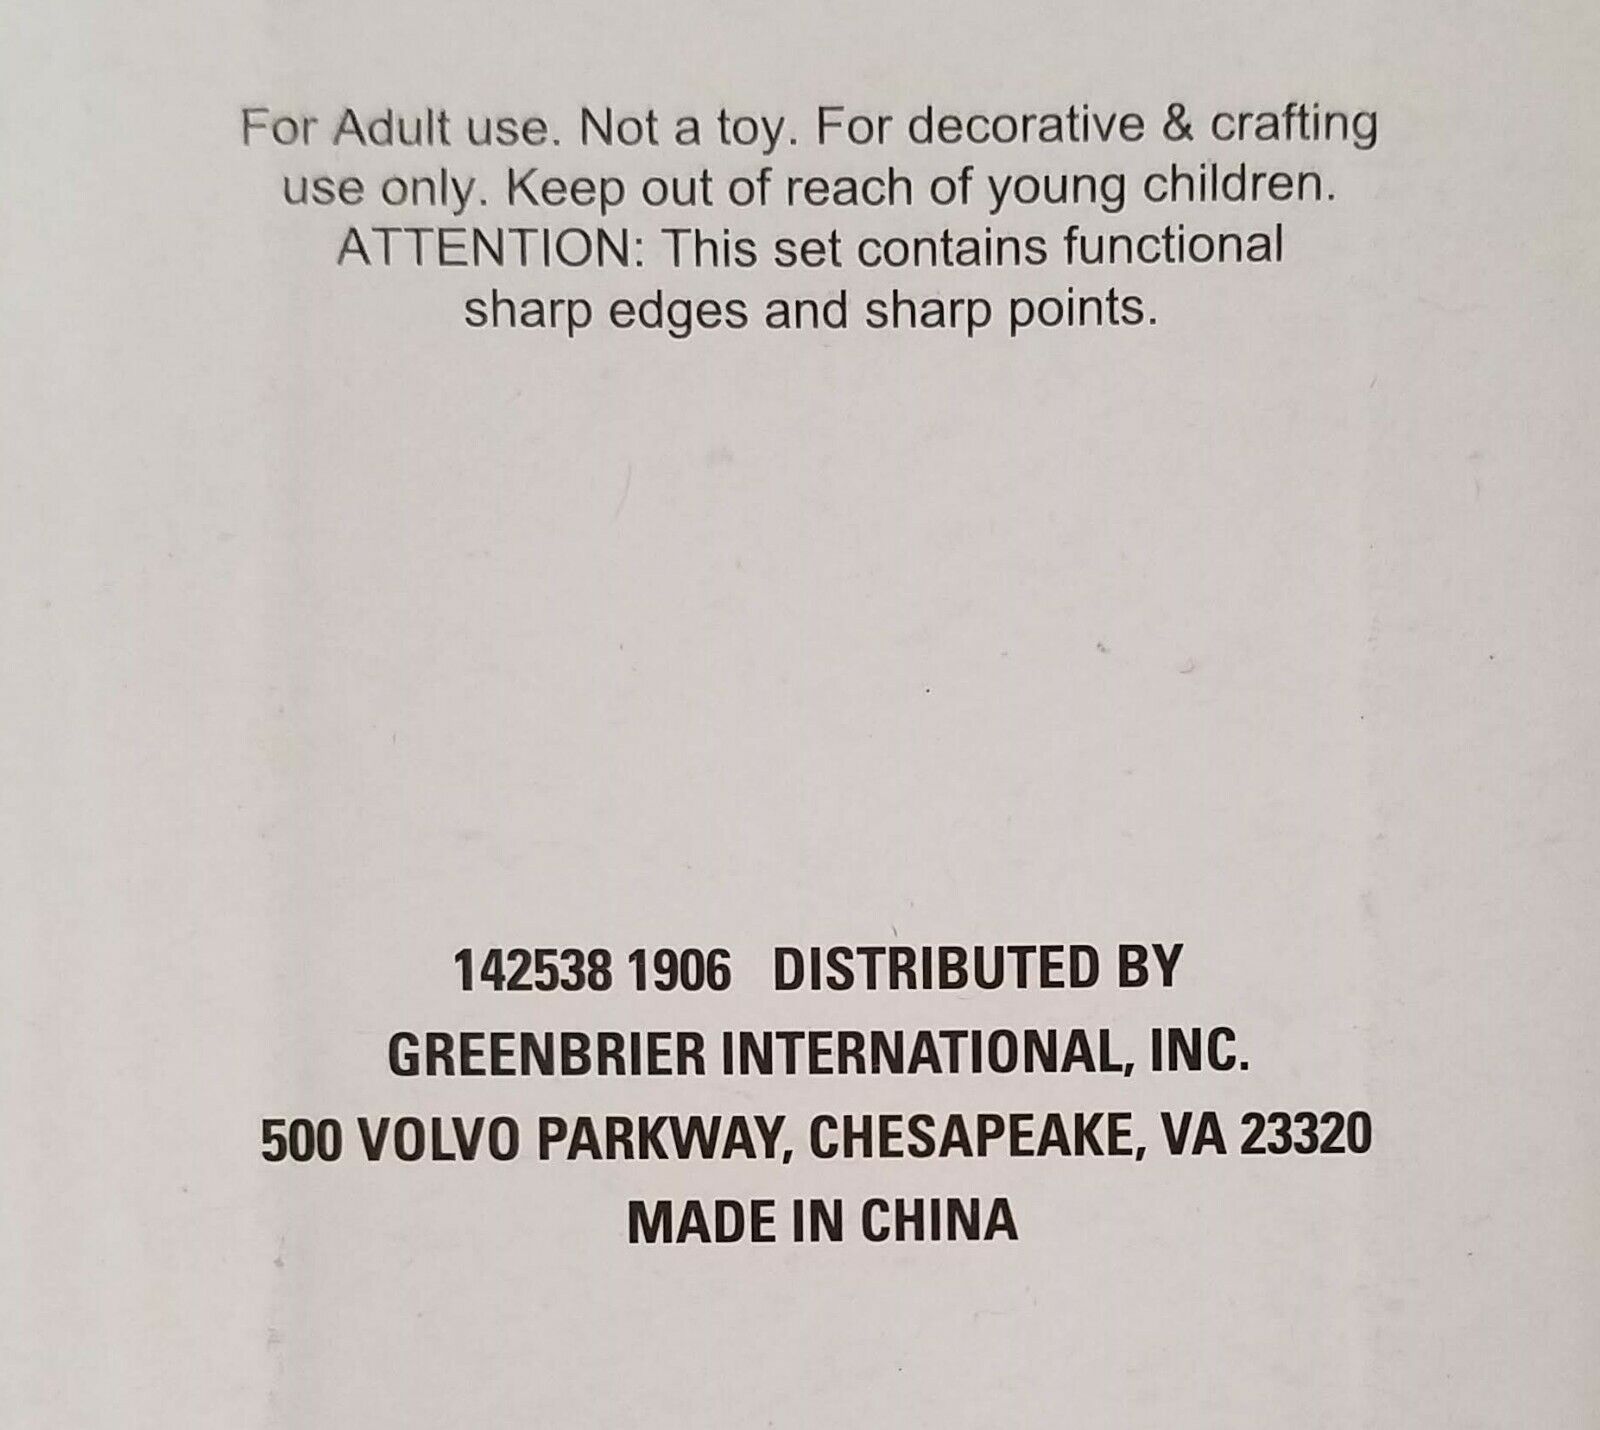 For Adult use. Not a toy. For decorative & crafting
use only. Keep out of reach of young children.
ATTENTION: This set contains functional
sharp edges and sharp points.
142538 1906 DISTRIBUTED BY
GREENBRIER INTERNATIONAL, INC.
500 VOLVO PARKWAY, CHESAPEAKE, VA 23320
MADE IN CHINA